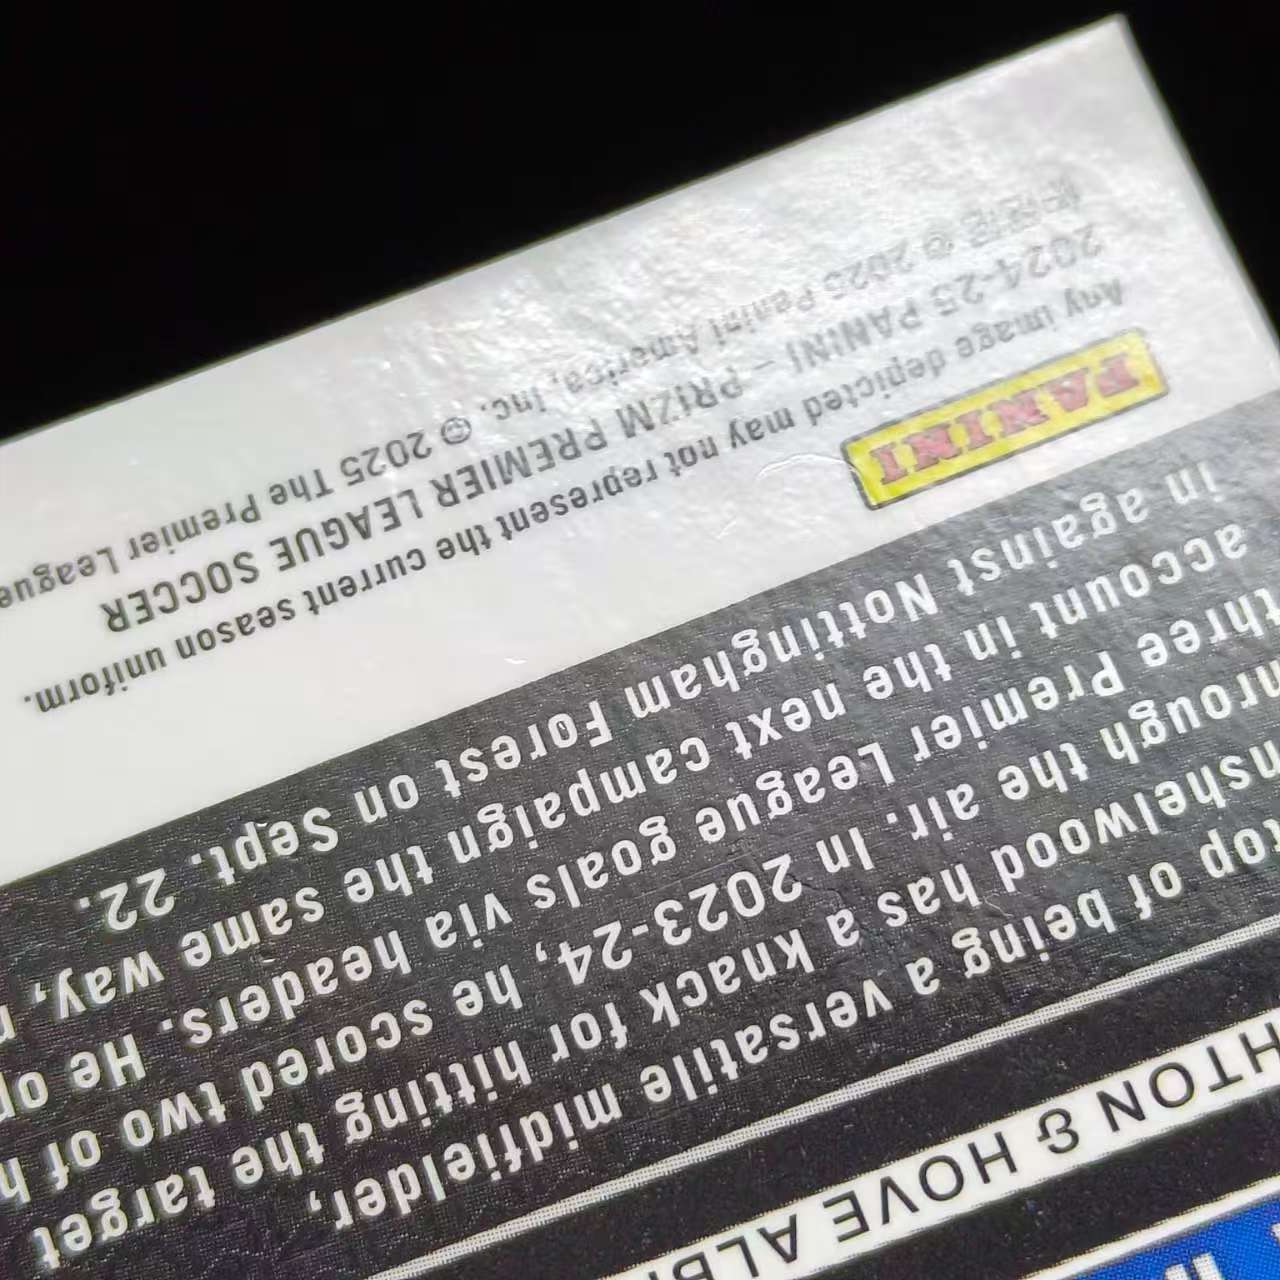 HTON & HOVE ALB
top of being a versatile midfielder,
nshelwood has a knack for hitting the target
hrough the air. In 2023-24, he scored two of h
three Premier League goals via headers. He op
account in the next campaign the same way,
in against Nottingham Forest on Sept. 22.
PANINI
Any image depicted may not represent the current season uniform.
2024-25 PANINI – PRIZM PREMIER LEAGUE SOCCER
© 2025 Panini America, Inc. © 2025 The Premier League